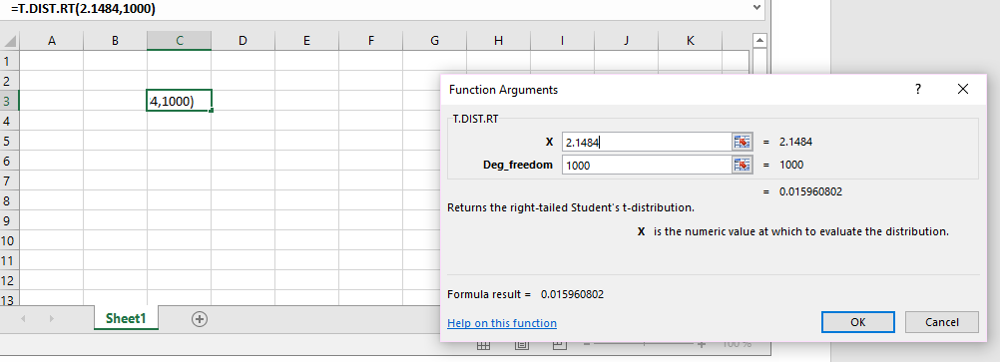 =T.DIST.RT(2.1484,1000)
A B C D E F G H I J K
1
2
3 4,1000)
4
5
6
7
8
9
10
11
12
13
Function Arguments ? X
T.DIST.RT
X 2.1484 = 2.1484
Deg_freedom 1000 = 1000
= 0.015960802
Returns the right-tailed Student's t-distribution.
X is the numeric value at which to evaluate the distribution.
Formula result = 0.015960802
Help on this function OK Cancel
Sheet1
100 %